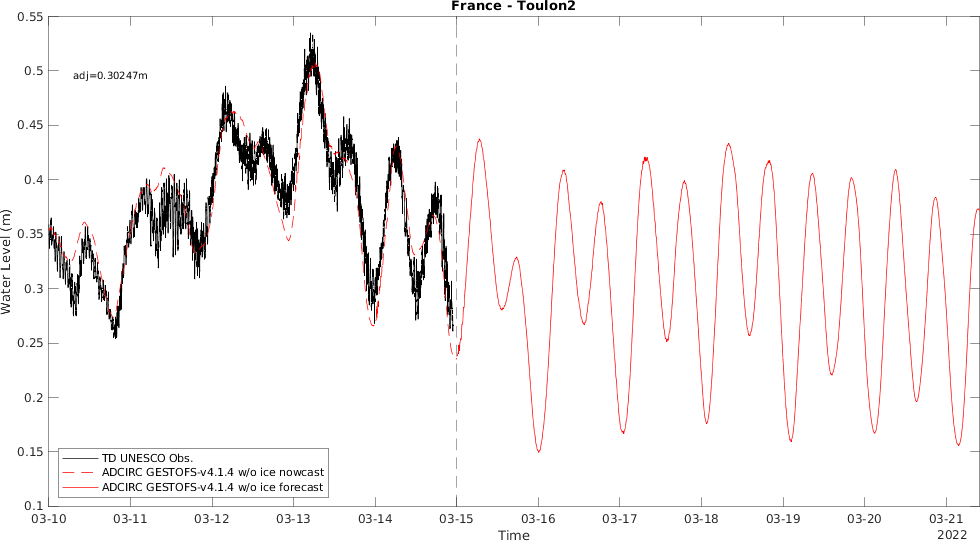 France - Toulon2
0.55
0.5
0.45
0.4
0.35
0.3
0.25
0.2
0.15
0.1
Water Level (m)
adj=0.30247m
TD UNESCO Obs.
ADCIRC GESTOFS-v4.1.4 w/o ice nowcast
ADCIRC GESTOFS-v4.1.4 w/o ice forecast
03-10 03-11 03-12 03-13 03-14 03-15 03-16 03-17 03-18 03-19 03-20 03-21
Time
2022